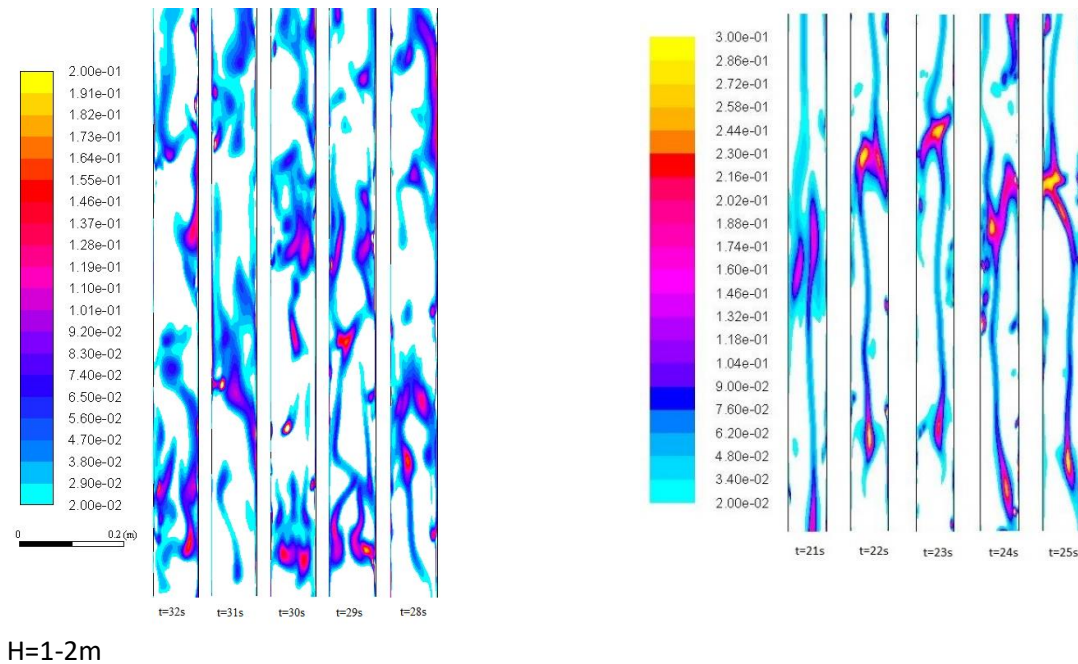 2.00e-01
1.91e-01
1.82e-01
1.73e-01
1.64e-01
1.55e-01
1.46e-01
1.37e-01
1.28e-01
1.19e-01
1.10e-01
1.01e-01
9.20e-02
8.30e-02
7.40e-02
6.50e-02
5.60e-02
4.70e-02
3.80e-02
2.90e-02
2.00e-02
0 0.2 (m)
t=32s t=31s t=30s t=29s t=28s
3.00e-01
2.86e-01
2.72e-01
2.58e-01
2.44e-01
2.30e-01
2.16e-01
2.02e-01
1.88e-01
1.74e-01
1.60e-01
1.46e-01
1.32e-01
1.18e-01
1.04e-01
9.00e-02
7.60e-02
6.20e-02
4.80e-02
3.40e-02
2.00e-02
t=21s t=22s t=23s t=24s t=25s
H=1-2m